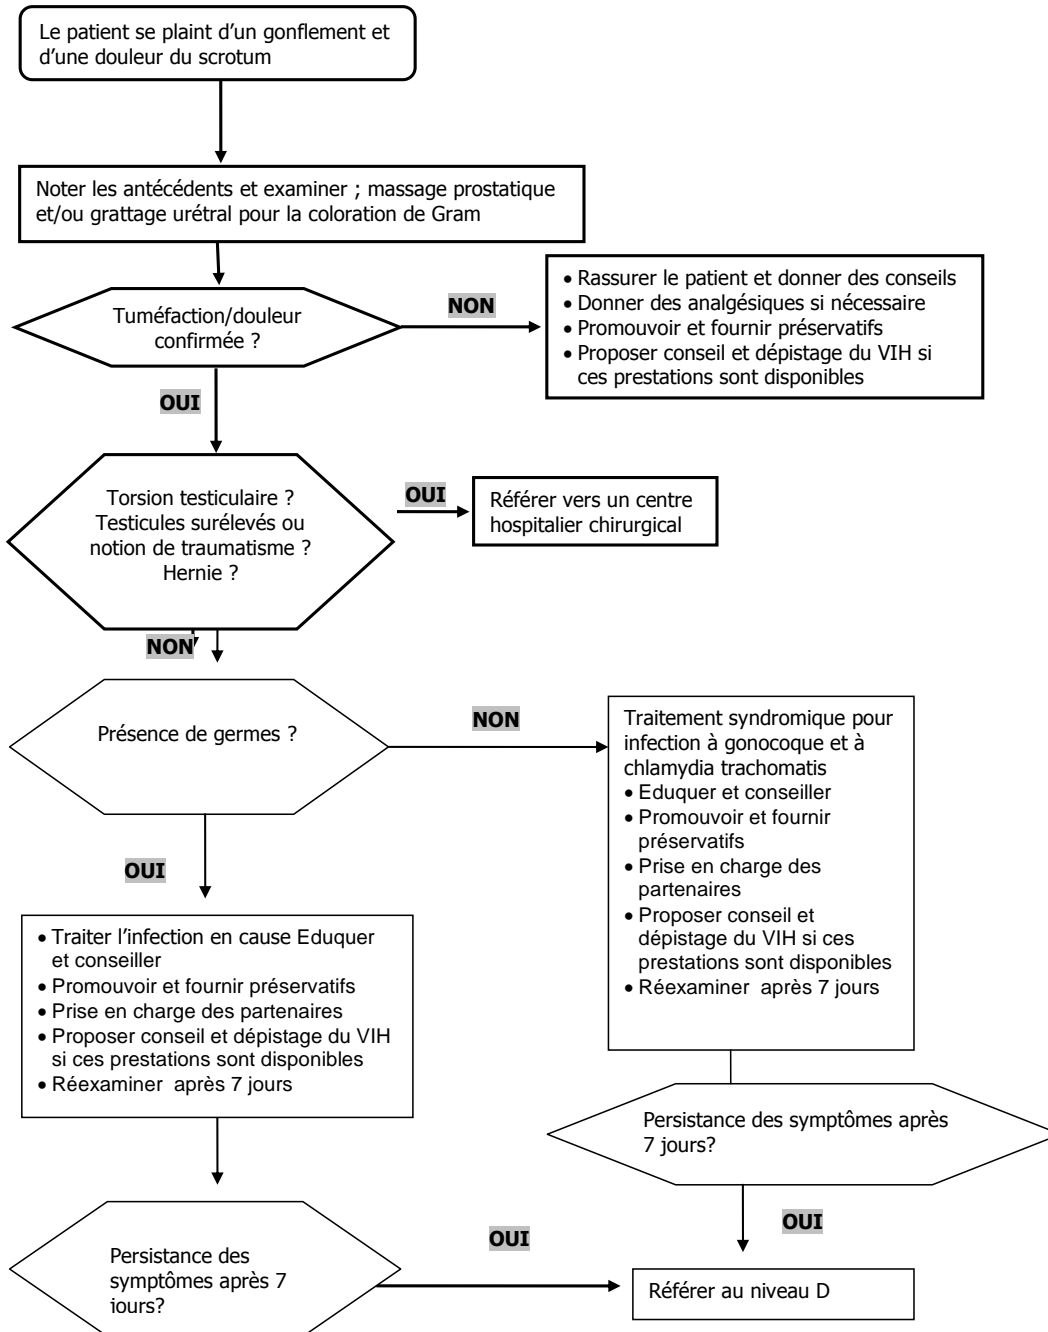 Le patient se plaint d'un gonflement et
d'une douleur du scrotum
Noter les antécédents et examiner ; massage prostatique
et/ou grattage urétral pour la coloration de Gram
Tuméfaction/douleur
confirmée ?
NON
• Rassurer le patient et donner des conseils
• Donner des analgésiques si nécessaire
• Promouvoir et fournir préservatifs
• Proposer conseil et dépistage du VIH si
ces prestations sont disponibles
OUI
Torsion testiculaire ?
Testicules surélevés ou
notion de traumatisme ?
Hernie ?
OUI
Référer vers un centre
hospitalier chirurgical
NON
Présence de germes ?
NON
Traitement syndromique pour
infection à gonocoque et à
chlamydia trachomatis
• Eduquer et conseiller
• Promouvoir et fournir
préservatifs
• Prise en charge des
partenaires
• Proposer conseil et
dépistage du VIH si ces
prestations sont disponibles
• Réexaminer après 7 jours
OUI
• Traiter l'infection en cause Eduquer
et conseiller
• Promouvoir et fournir préservatifs
• Prise en charge des partenaires
• Proposer conseil et dépistage du VIH
si ces prestations sont disponibles
• Réexaminer après 7 jours
Persistance des symptômes après
7 jours?
OUI
Persistance des
symptômes après 7
jours?
OUI
Référer au niveau D